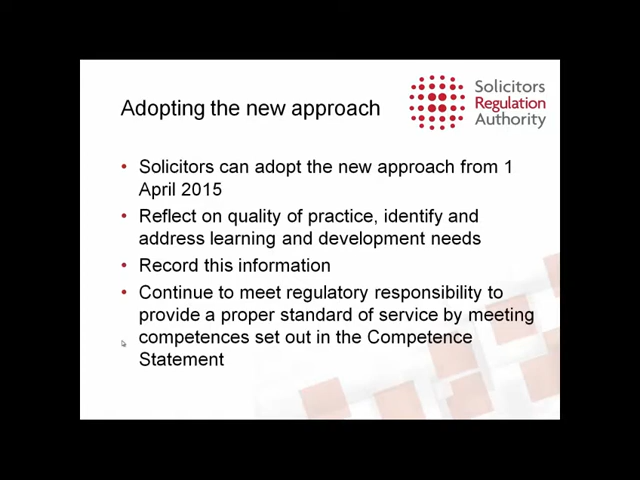 Adopting the new approach
Solicitors
Regulation
Authority
• Solicitors can adopt the new approach from 1
April 2015
• Reflect on quality of practice, identify and
address learning and development needs
• Record this information
• Continue to meet regulatory responsibility to
provide a proper standard of service by meeting
competences set out in the Competence
Statement